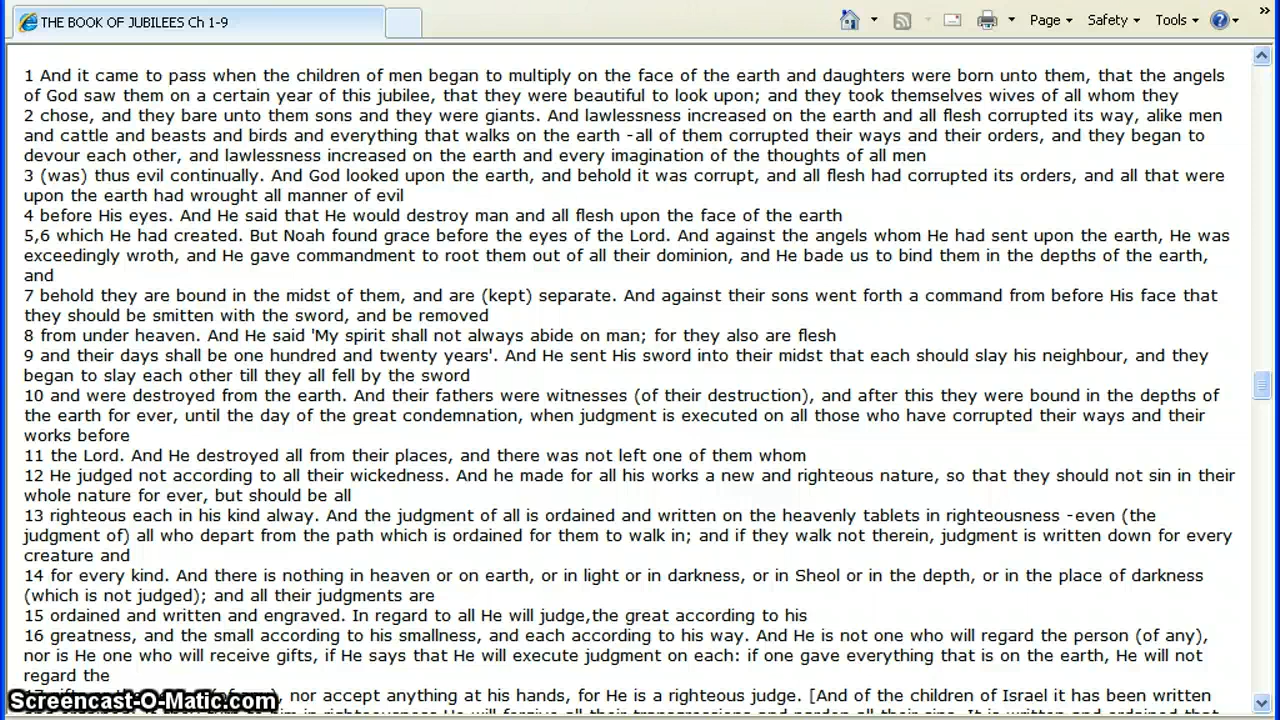 THE BOOK OF JUBILEES Ch 1-9
Page
Safety
Tools
1 And it came to pass when the children of men began to multiply on the face of the earth and daughters were born unto them, that the angels
of God saw them on a certain year of this jubilee, that they were beautiful to look upon; and they took themselves wives of all whom they
2 chose, and they bare unto them sons and they were giants. And lawlessness increased on the earth and all flesh corrupted its way, alike men
and cattle and beasts and birds and everything that walks on the earth -all of them corrupted their ways and their orders, and they began to
devour each other, and lawlessness increased on the earth and every imagination of the thoughts of all men
3 (was) thus evil continually. And God looked upon the earth, and behold it was corrupt, and all flesh had corrupted its orders, and all that were
upon the earth had wrought all manner of evil
4 before His eyes. And He said that He would destroy man and all flesh upon the face of the earth
5,6 which He had created. But Noah found grace before the eyes of the Lord. And against the angels whom He had sent upon the earth, He was
exceedingly wroth, and He gave commandment to root them out of all their dominion, and He bade us to bind them in the depths of the earth,
and
7 behold they are bound in the midst of them, and are (kept) separate. And against their sons went forth a command from before His face that
they should be smitten with the sword, and be removed
8 from under heaven. And He said 'My spirit shall not always abide on man; for they also are flesh
9 and their days shall be one hundred and twenty years'. And He sent His sword into their midst that each should slay his neighbour, and they
began to slay each other till they all fell by the sword
10 and were destroyed from the earth. And their fathers were witnesses (of their destruction), and after this they were bound in the depths of
the earth for ever, until the day of the great condemnation, when judgment is executed on all those who have corrupted their ways and their
works before
11 the Lord. And He destroyed all from their places, and there was not left one of them whom
12 He judged not according to all their wickedness. And he made for all his works a new and righteous nature, so that they should not sin in their
whole nature for ever, but should be all
13 righteous each in his kind alway. And the judgment of all is ordained and written on the heavenly tablets in righteousness -even (the
judgment of) all who depart from the path which is ordained for them to walk in; and if they walk not therein, judgment is written down for every
creature and
14 for every kind. And there is nothing in heaven or on earth, or in light or in darkness, or in Sheol or in the depth, or in the place of darkness
(which is not judged); and all their judgments are
15 ordained and written and engraved. In regard to all He will judge,the great according to his
16 greatness, and the small according to his smallness, and each according to his way. And He is not one who will regard the person (of any),
nor is He one who will receive gifts, if He says that He will execute judgment on each: if one gave everything that is on the earth, He will not
regard the
nor accept anything at his hands, for He is a righteous judge. [And of the children of Israel it has been written
him in righteousness He will forgive all their transgressions and pardon all their sins. It is written and ordained that
Screencast-O-Matic.com